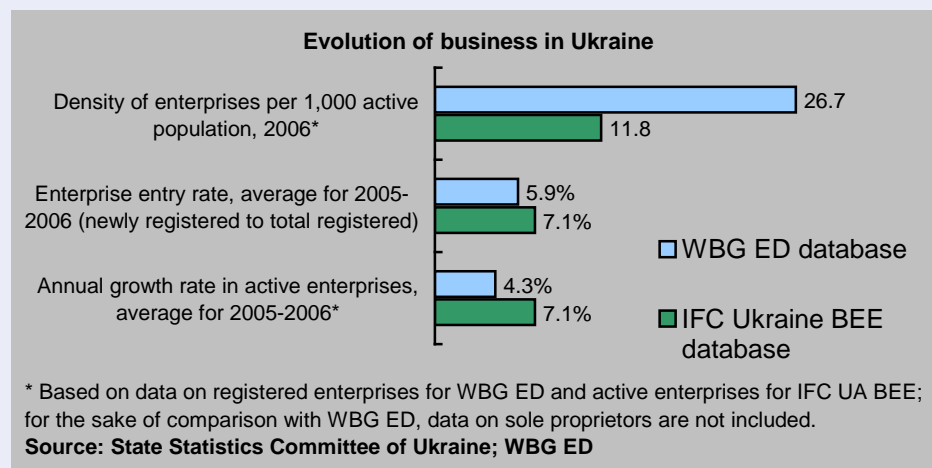 Evolution of business in Ukraine
Density of enterprises per 1,000 active
population, 2006*
26.7
11.8
Enterprise entry rate, average for 2005-
2006 (newly registered to total registered)
5.9%
7.1%
Annual growth rate in active enterprises,
average for 2005-2006*
4.3%
7.1%
WBG ED database
IFC Ukraine BEE
database
* Based on data on registered enterprises for WBG ED and active enterprises for IFC UA BEE;
for the sake of comparison with WBG ED, data on sole proprietors are not included.
Source: State Statistics Committee of Ukraine; WBG ED